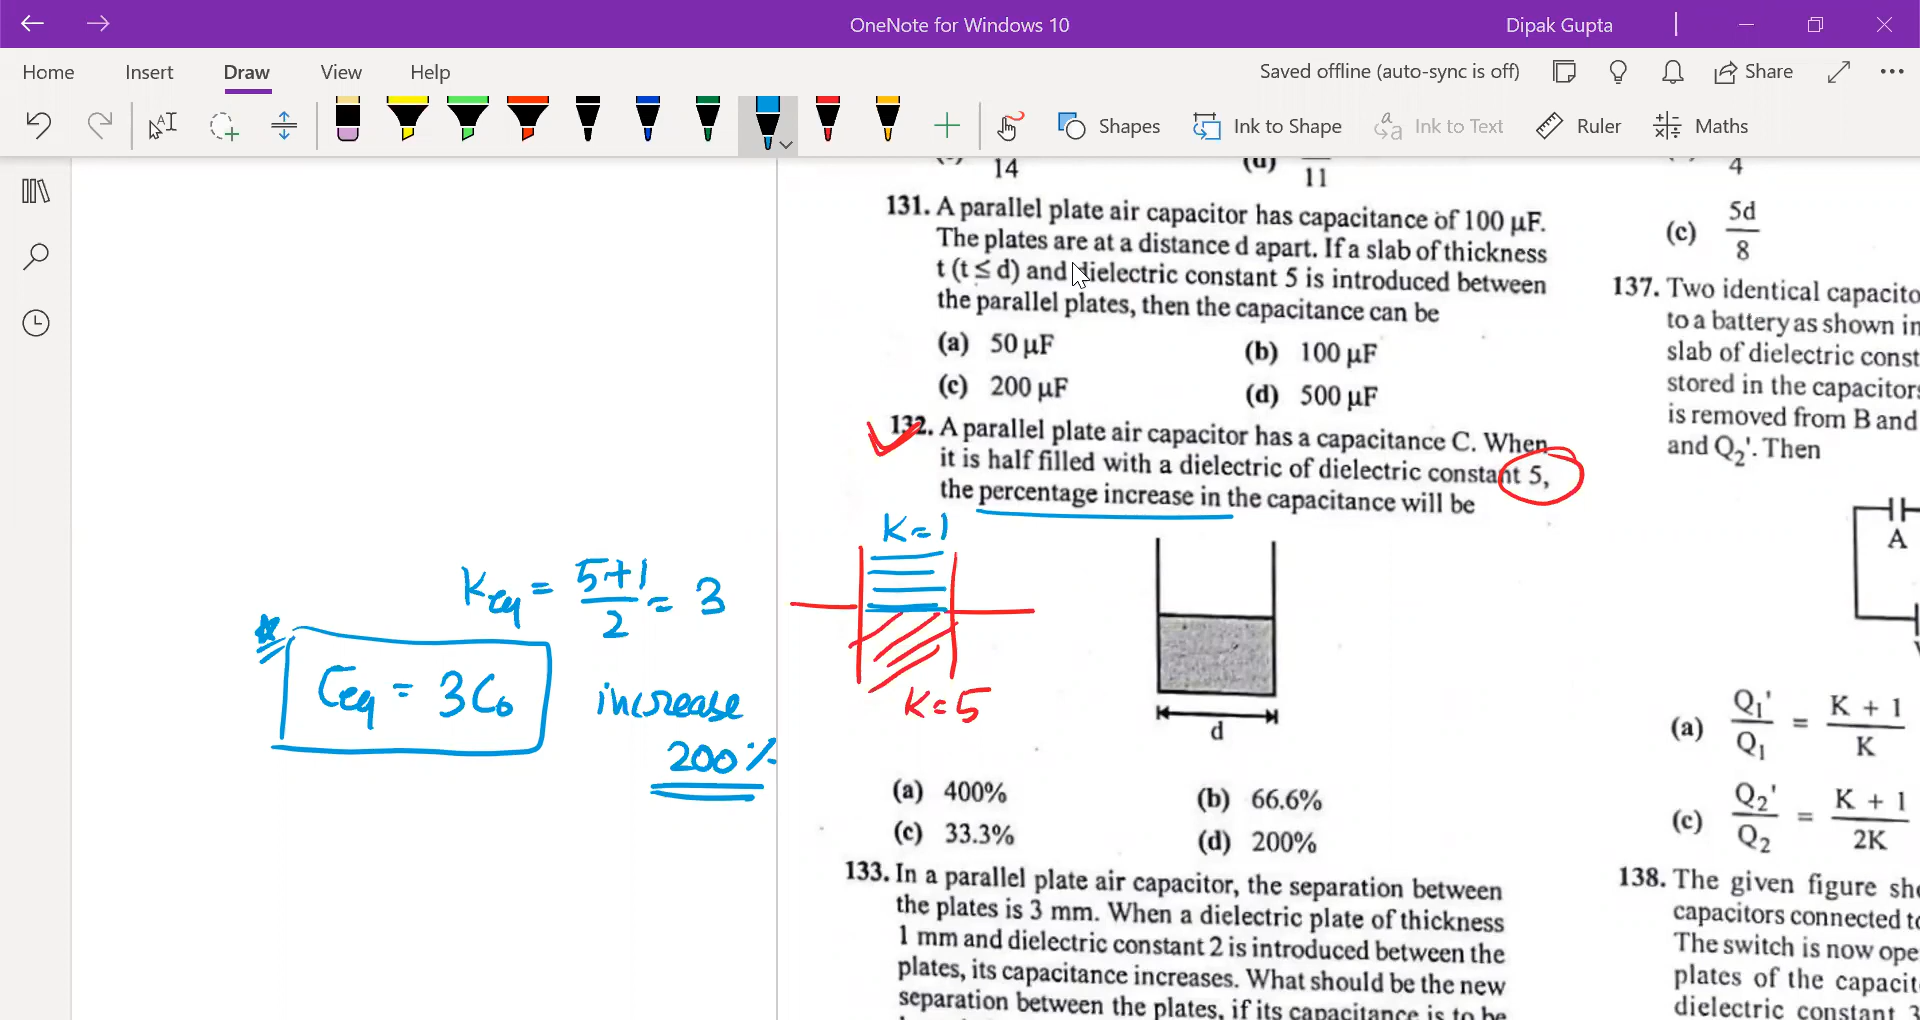 OneNote for Windows 10
Dipak Gupta
Home Insert Draw View Help
Saved offline (auto-sync is off) Share
Shapes Ink to Shape Ink to Text Ruler Maths
14
(d)
11
131. A parallel plate air capacitor has capacitance of 100 μF.
The plates are at a distance d apart. If a slab of thickness
t (t ≤ d) and dielectric constant 5 is introduced between
the parallel plates, then the capacitance can be
(a) 50 μF (b) 100 μF
(c) 200 μF (d) 500 μF
132. A parallel plate air capacitor has a capacitance C. When
it is half filled with a dielectric of dielectric constant 5,
the percentage increase in the capacitance will be
K=1
K=5
d
(a) 400% (b) 66.6%
(c) 33.3% (d) 200%
Keq = 5+1/2 = 3
Ceq = 3C₀
increase
200%
133. In a parallel plate air capacitor, the separation between
the plates is 3 mm. When a dielectric plate of thickness
1 mm and dielectric constant 2 is introduced between the
plates, its capacitance increases. What should be the new
separation between the plates, if its capacitance is to be
4
(c) 5d/8
137. Two identical capacito
to a battery as shown in
slab of dielectric const
stored in the capacitors
is removed from B and
and Q₂'. Then
A
(a) Q₁'/Q₁ = K + 1/K
(c) Q₂'/Q₂ = K + 1/2K
138. The given figure sho
capacitors connected to
The switch is now ope
plates of the capacit
dielectric constant 3